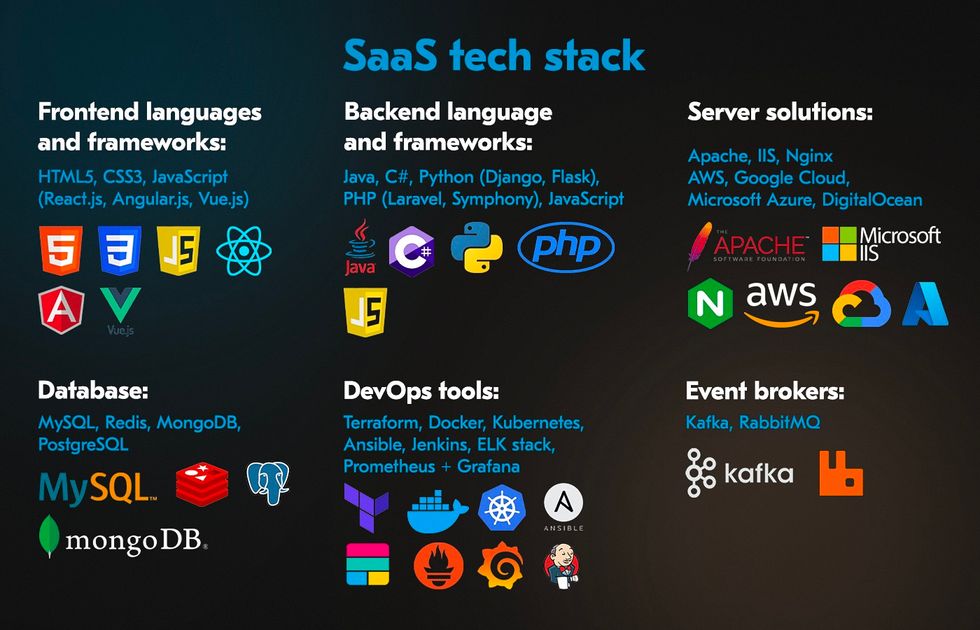 SaaS tech stack
Frontend languages
and frameworks:
HTML5, CSS3, JavaScript
(React.js, Angular.js, Vue.js)
5
3
JS
A
Vue.js
Backend language
and frameworks:
Java, C#, Python (Django, Flask),
PHP (Laravel, Symphony), JavaScript
Java
C#
php
JS
Server solutions:
Apache, IIS, Nginx
AWS, Google Cloud,
Microsoft Azure, DigitalOcean
THE
APACHE™
SOFTWARE FOUNDATION
Microsoft
IIS
N
aws
Database:
MySQL, Redis, MongoDB,
PostgreSQL
MySQL™
mongoDB®
DevOps tools:
Terraform, Docker, Kubernetes,
Ansible, Jenkins, ELK stack,
Prometheus + Grafana
A
ANSIBLE
Event brokers:
Kafka, RabbitMQ
kafka